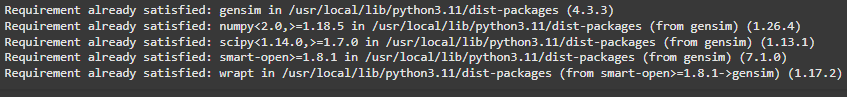 Requirement already satisfied: gensim in /usr/local/lib/python3.11/dist-packages (4.3.3)
Requirement already satisfied: numpy<2.0,>=1.18.5 in /usr/local/lib/python3.11/dist-packages (from gensim) (1.26.4)
Requirement already satisfied: scipy<1.14.0,>=1.7.0 in /usr/local/lib/python3.11/dist-packages (from gensim) (1.13.1)
Requirement already satisfied: smart-open>=1.8.1 in /usr/local/lib/python3.11/dist-packages (from gensim) (7.1.0)
Requirement already satisfied: wrapt in /usr/local/lib/python3.11/dist-packages (from smart-open>=1.8.1->gensim) (1.17.2)